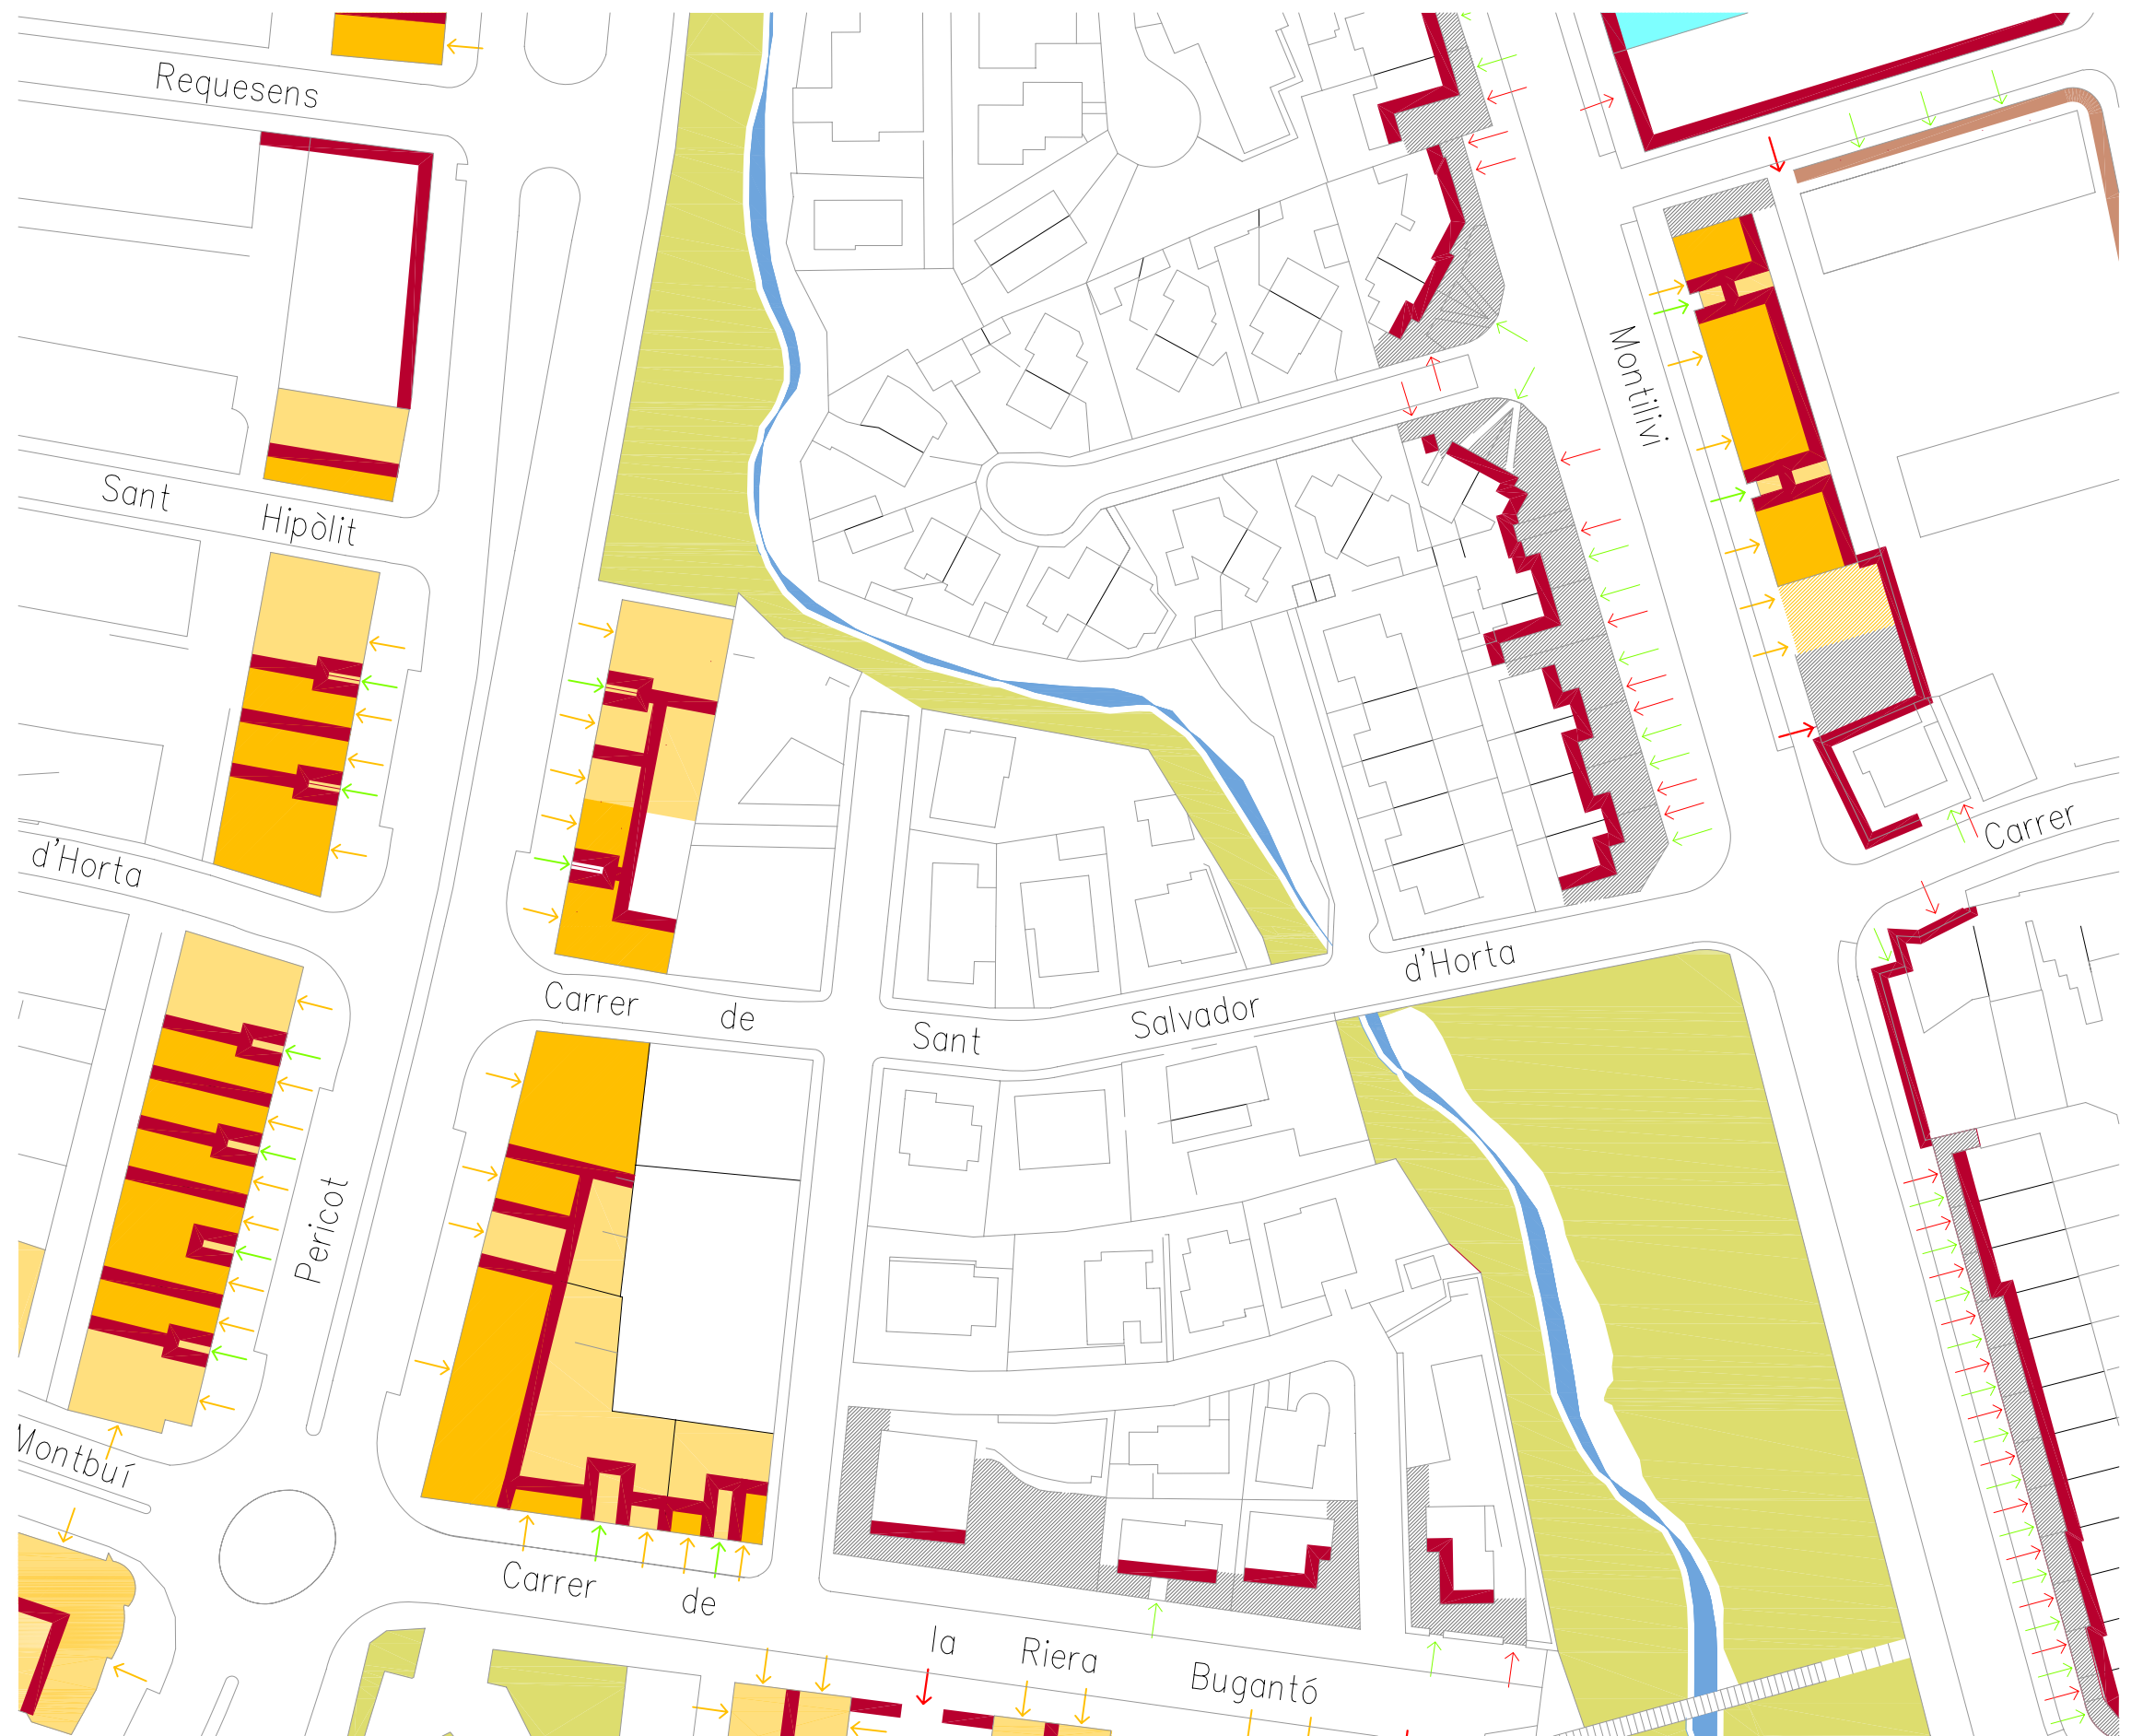 Requesens
Sant Hipòlit
Montilivi
d'Horta
Carrer
Carrer de Sant Salvador d'Horta
Pericot
Montbuí
Carrer de la Riera Bugantó